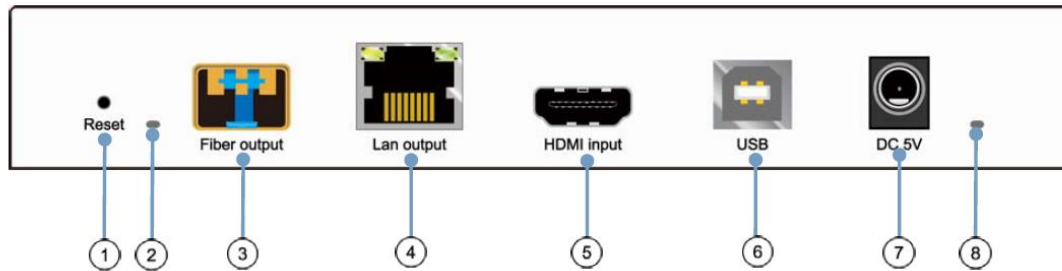 Reset
Fiber output
Lan output
HDMI input
USB
DC 5V
1
2
3
4
5
6
7
8